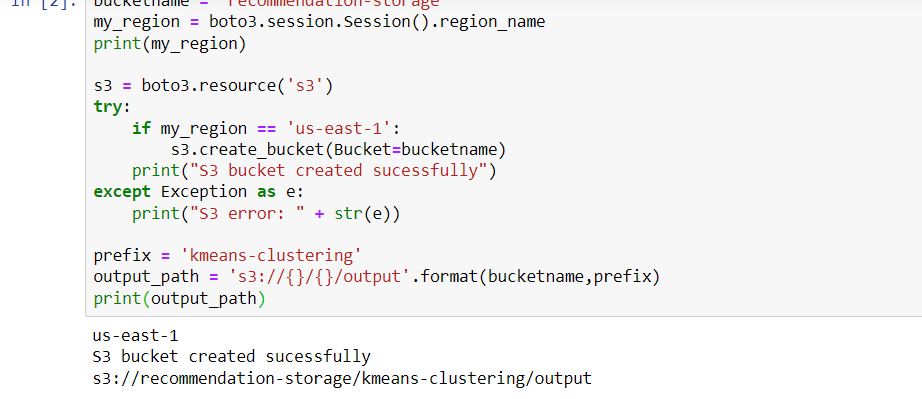 In [2]: bucketname = 'recommendation-storage'
my_region = boto3.session.Session().region_name
print(my_region)
s3 = boto3.resource('s3')
try:
if my_region == 'us-east-1':
s3.create_bucket(Bucket=bucketname)
print("S3 bucket created sucessfully")
except Exception as e:
print("S3 error: " + str(e))
prefix = 'kmeans-clustering'
output_path = 's3://{}/{}/output'.format(bucketname,prefix)
print(output_path)
us-east-1
S3 bucket created sucessfully
s3://recommendation-storage/kmeans-clustering/output